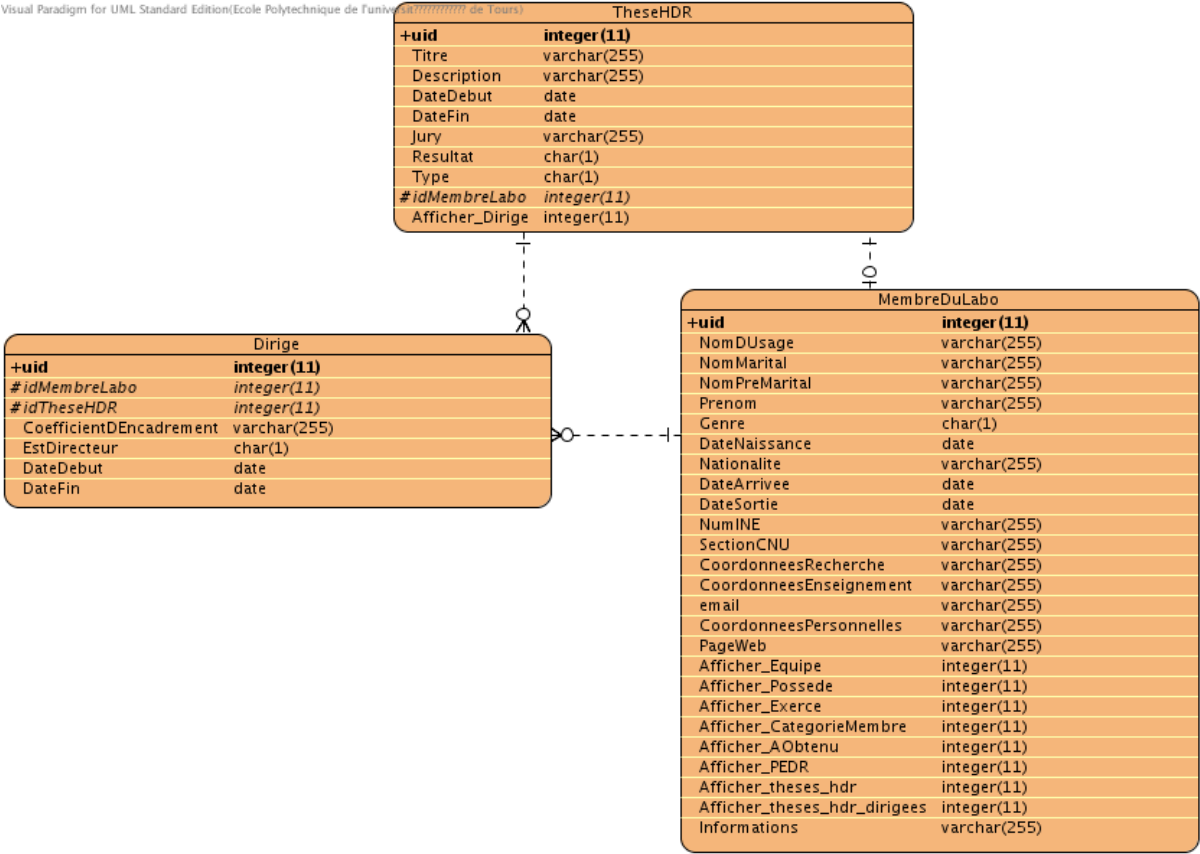 Visual Paradigm for UML Standard Edition(Ecole Polytechnique de l'universit???????????? de Tours)
TheseHDR
+uid integer(11)
Titre varchar(255)
Description varchar(255)
DateDebut date
DateFin date
Jury varchar(255)
Resultat char(1)
Type char(1)
#idMembreLabo integer(11)
Afficher_Dirige integer(11)
Dirige
+uid integer(11)
#idMembreLabo integer(11)
#idTheseHDR integer(11)
CoefficientDEncadrement varchar(255)
EstDirecteur char(1)
DateDebut date
DateFin date
MembreDuLabo
+uid integer(11)
NomDUsage varchar(255)
NomMarital varchar(255)
NomPreMarital varchar(255)
Prenom varchar(255)
Genre char(1)
DateNaissance date
Nationalite varchar(255)
DateArrivee date
DateSortie date
NumINE varchar(255)
SectionCNU varchar(255)
CoordonneesRecherche varchar(255)
CoordonneesEnseignement varchar(255)
email varchar(255)
CoordonneesPersonnelles varchar(255)
PageWeb varchar(255)
Afficher_Equipe integer(11)
Afficher_Possede integer(11)
Afficher_Exerce integer(11)
Afficher_CategorieMembre integer(11)
Afficher_AObtenu integer(11)
Afficher_PEDR integer(11)
Afficher_theses_hdr integer(11)
Afficher_theses_hdr_dirigees integer(11)
Informations varchar(255)